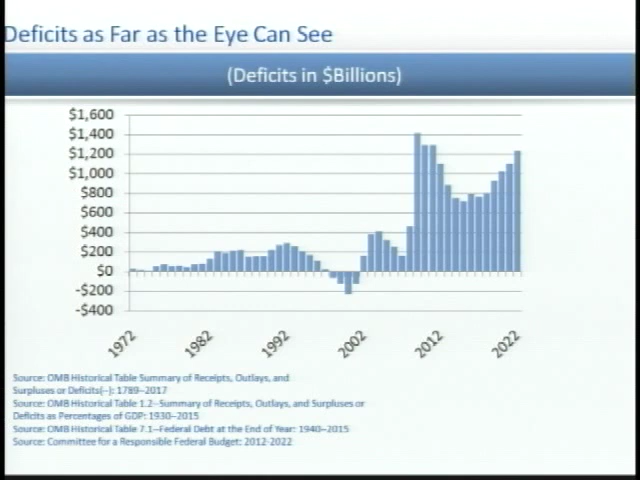 Deficits as Far as the Eye Can See
(Deficits in $Billions)
$1,600
$1,400
$1,200
$1,000
$800
$600
$400
$200
$0
-$200
-$400
1972
1982
1992
2002
2012
2022
Source: OMB Historical Table Summary of Receipts, Outlays, and
Surpluses or Deficits(–): 1789–2017
Source: OMB Historical Table 1.2--Summary of Receipts, Outlays, and Surpluses or
Deficits as Percentages of GDP: 1930–2015
Source: OMB Historical Table 7.1--Federal Debt at the End of Year: 1940–2015
Source: Committee for a Responsible Federal Budget: 2012-2022